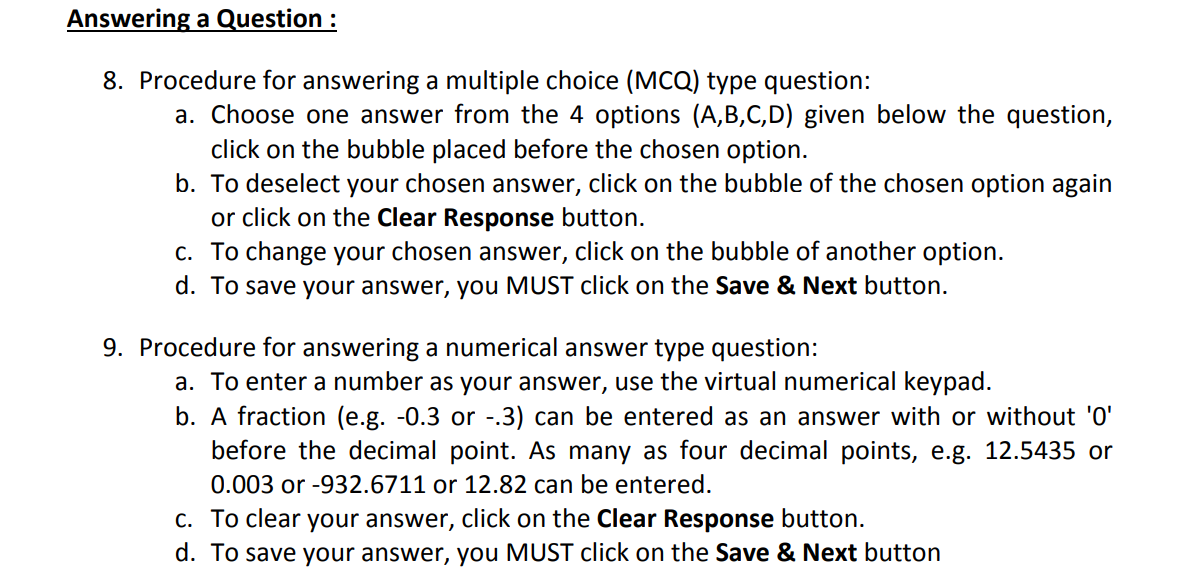 Answering a Question :
8. Procedure for answering a multiple choice (MCQ) type question:
a. Choose one answer from the 4 options (A,B,C,D) given below the question,
click on the bubble placed before the chosen option.
b. To deselect your chosen answer, click on the bubble of the chosen option again
or click on the Clear Response button.
c. To change your chosen answer, click on the bubble of another option.
d. To save your answer, you MUST click on the Save & Next button.
9. Procedure for answering a numerical answer type question:
a. To enter a number as your answer, use the virtual numerical keypad.
b. A fraction (e.g. -0.3 or -.3) can be entered as an answer with or without '0'
before the decimal point. As many as four decimal points, e.g. 12.5435 or
0.003 or -932.6711 or 12.82 can be entered.
c. To clear your answer, click on the Clear Response button.
d. To save your answer, you MUST click on the Save & Next button